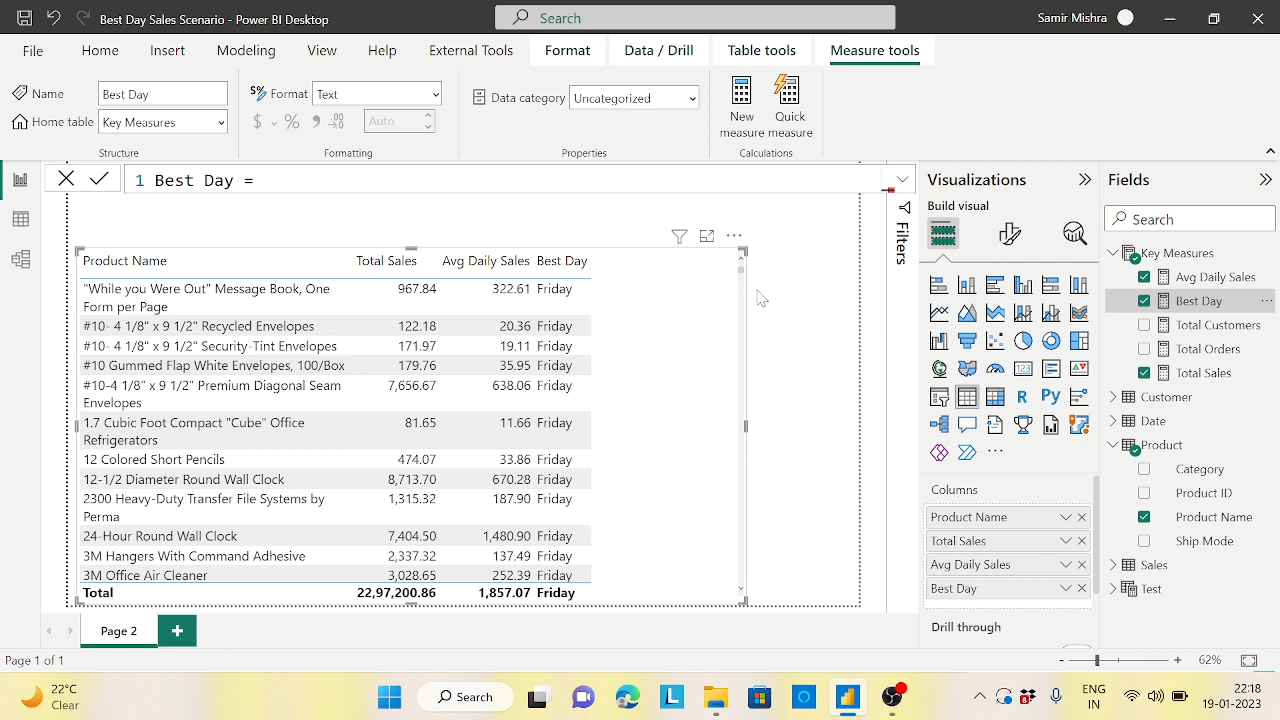 Best Day Sales Scenario - Power BI Desktop
Search
Samir Mishra
File Home Insert Modeling View Help External Tools Format Data / Drill Table tools Measure tools
Name Best Day
Home table Key Measures
Structure
Format Text
$ % Auto
Formatting
Data category Uncategorized
Properties
New measure
Quick measure
Calculations
1 Best Day =
Filters
Product Name Total Sales Avg Daily Sales Best Day
"While you Were Out" Message Book, One 967.84 322.61 Friday
Form per Page
#10- 4 1/8" x 9 1/2" Recycled Envelopes 122.18 20.36 Friday
#10- 4 1/8" x 9 1/2" Security-Tint Envelopes 171.97 19.11 Friday
#10 Gummed Flap White Envelopes, 100/Box 179.76 35.95 Friday
#10-4 1/8" x 9 1/2" Premium Diagonal Seam 7,656.67 638.06 Friday
Envelopes
1.7 Cubic Foot Compact "Cube" Office 81.65 11.66 Friday
Refrigerators
12 Colored Short Pencils 474.07 33.86 Friday
12-1/2 Diameter Round Wall Clock 8,713.70 670.28 Friday
2300 Heavy-Duty Transfer File Systems by 1,315.32 187.90 Friday
Perma
24-Hour Round Wall Clock 7,404.50 1,480.90 Friday
3M Hangers With Command Adhesive 2,337.32 137.49 Friday
3M Office Air Cleaner 3,028.65 252.39 Friday
Total 22,97,200.86 1,857.07 Friday
Visualizations
Build visual
123
R
Py
Columns
Product Name
Total Sales
Avg Daily Sales
Best Day
Drill through
Fields
Search
Key Measures
Avg Daily Sales
Best Day
Total Customers
Total Orders
Total Sales
Customer
Date
Product
Category
Product ID
Product Name
Ship Mode
Sales
Test
Page 2
Page 1 of 1
62%
22°C
Clear
Search
L
ENG
IN
22:18
19-01-2023